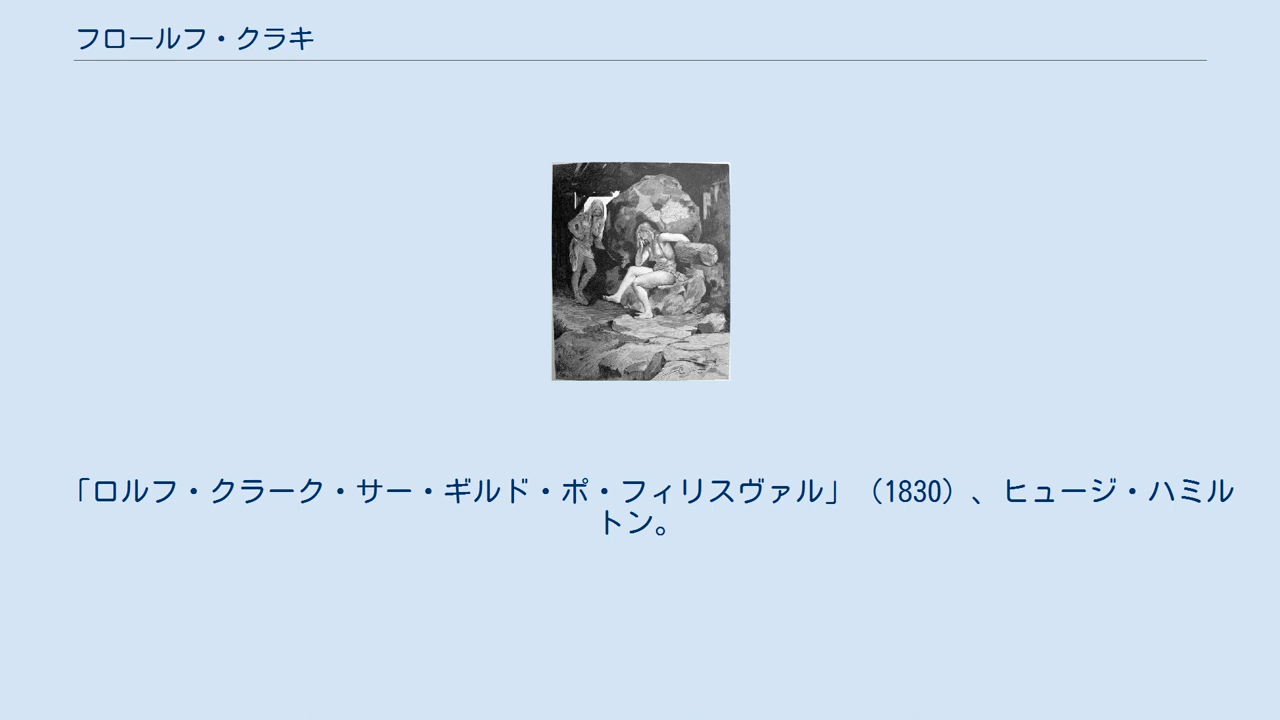 フロールフ・クラキ
「ロルフ・クラーク・サー・ギルド・ポ・フィリスヴァル」（1830）、ヒュージ・ハミル
トン。